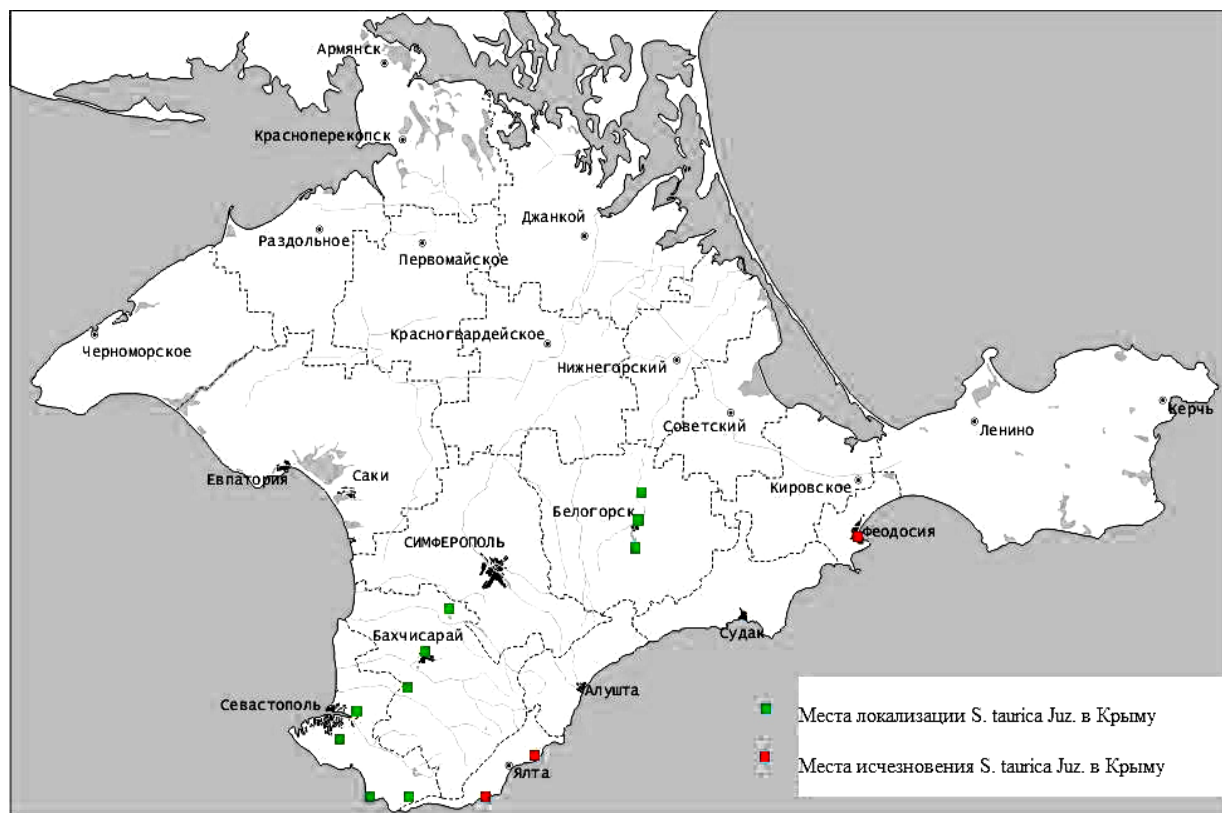 Армянск
Красноперекопск
Джанкой
Раздольное
Первомайское
Красногвардейское
Черноморское
Нижнегорский
Керчь
Советский
Ленино
Евпатория
Саки
Кировское
Белогорск
Феодосия
СИМФЕРОПОЛЬ
Судак
Бахчисарай
Алушта
Севастополь
Места локализации S. taurica Juz. в Крыму
Ялта
Места исчезновения S. taurica Juz. в Крыму